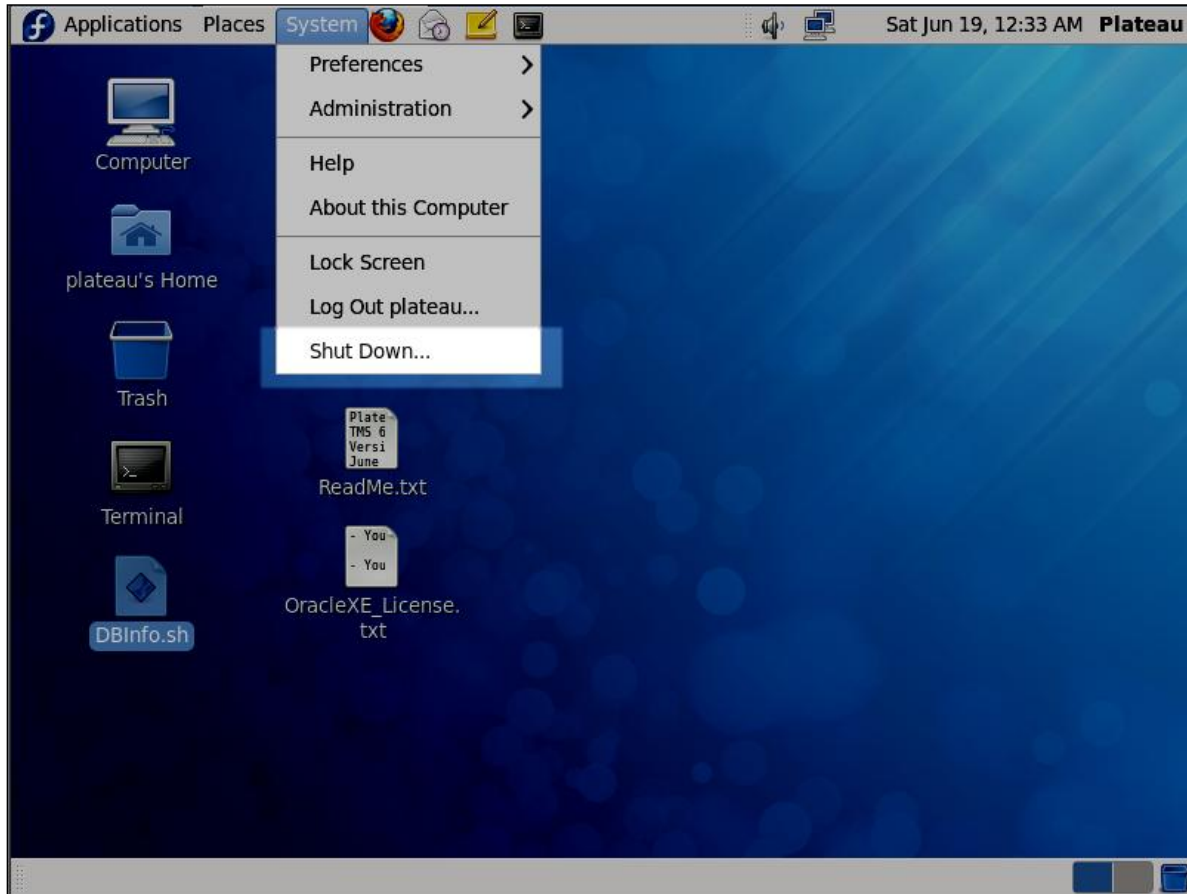 Applications Places System Sat Jun 19, 12:33 AM Plateau
Preferences
Administration
Help
About this Computer
Lock Screen
Log Out plateau...
Shut Down...
Computer
plateau's Home
Trash
Terminal
DBInfo.sh
Plate
TMS 6
Versi
June
ReadMe.txt
- You
- You
OracleXE_License.
txt